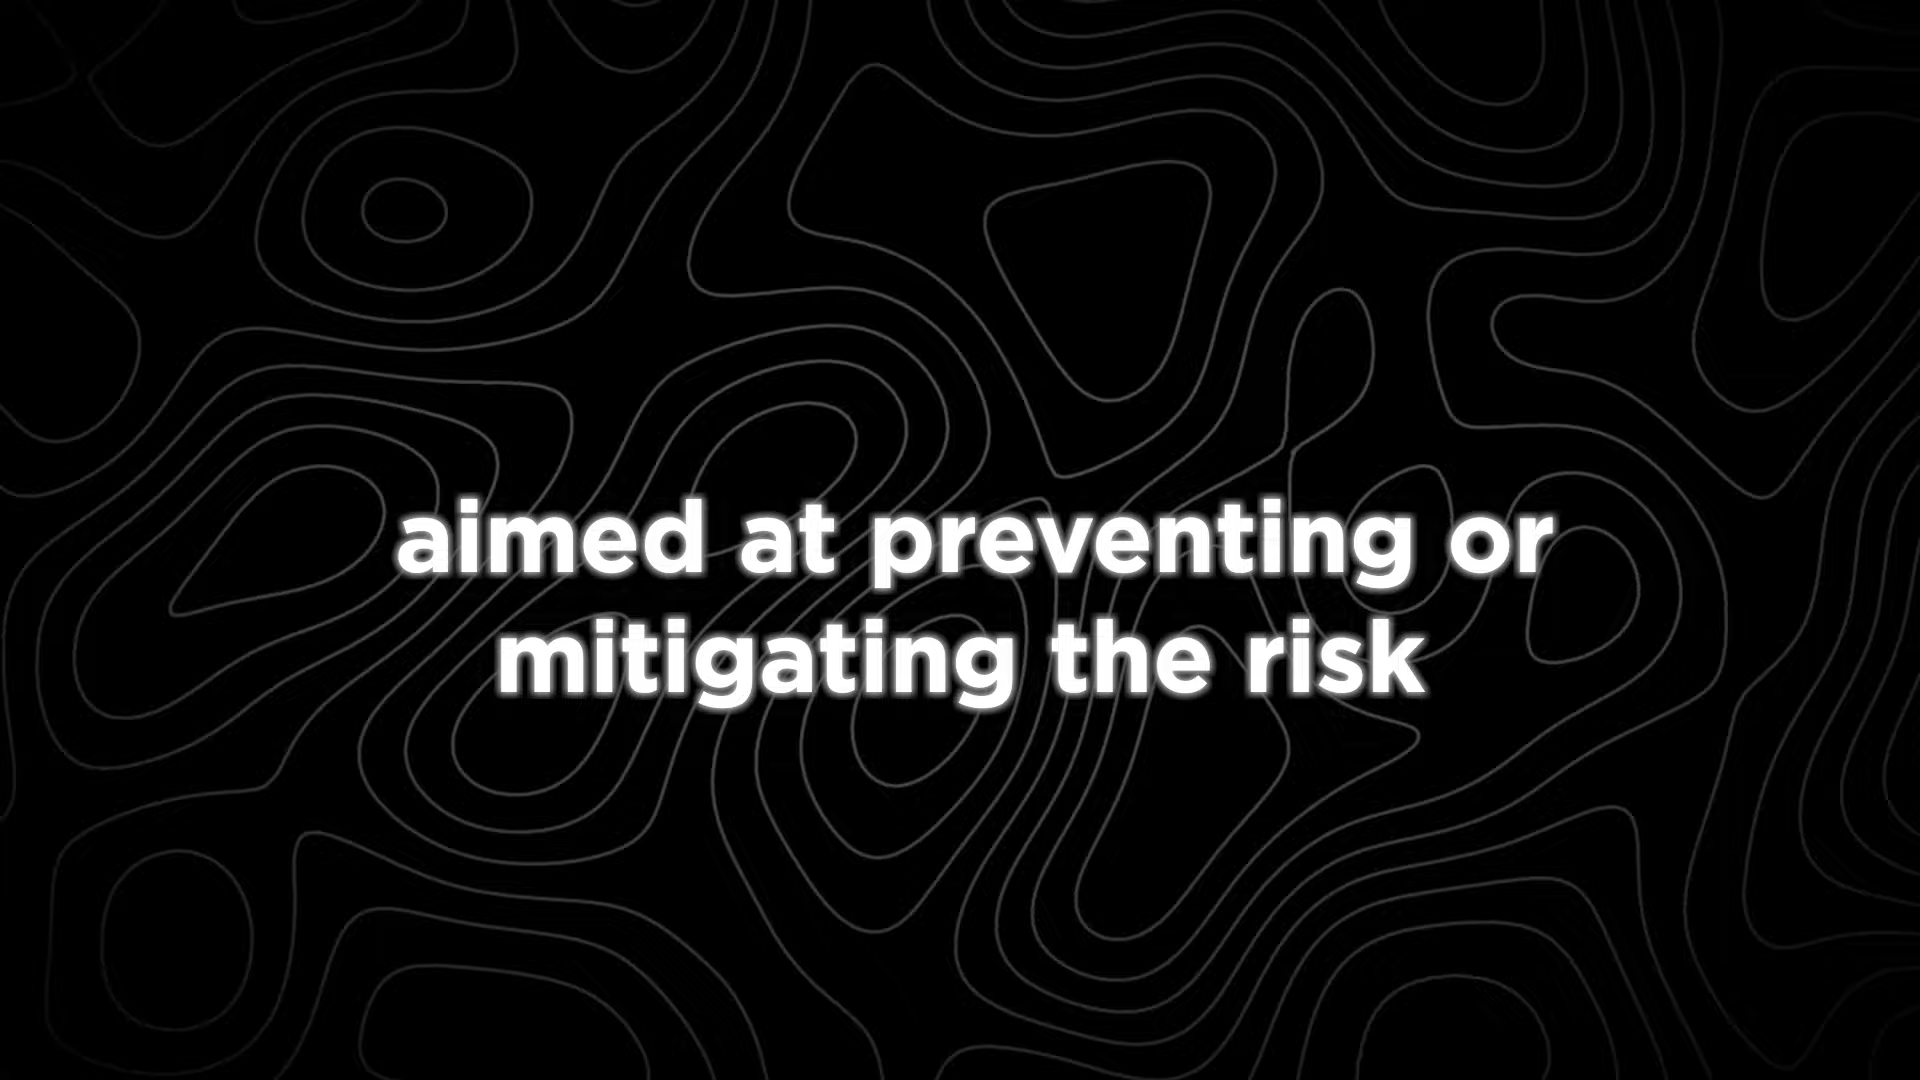 aimed at preventing or
mitigating the risk